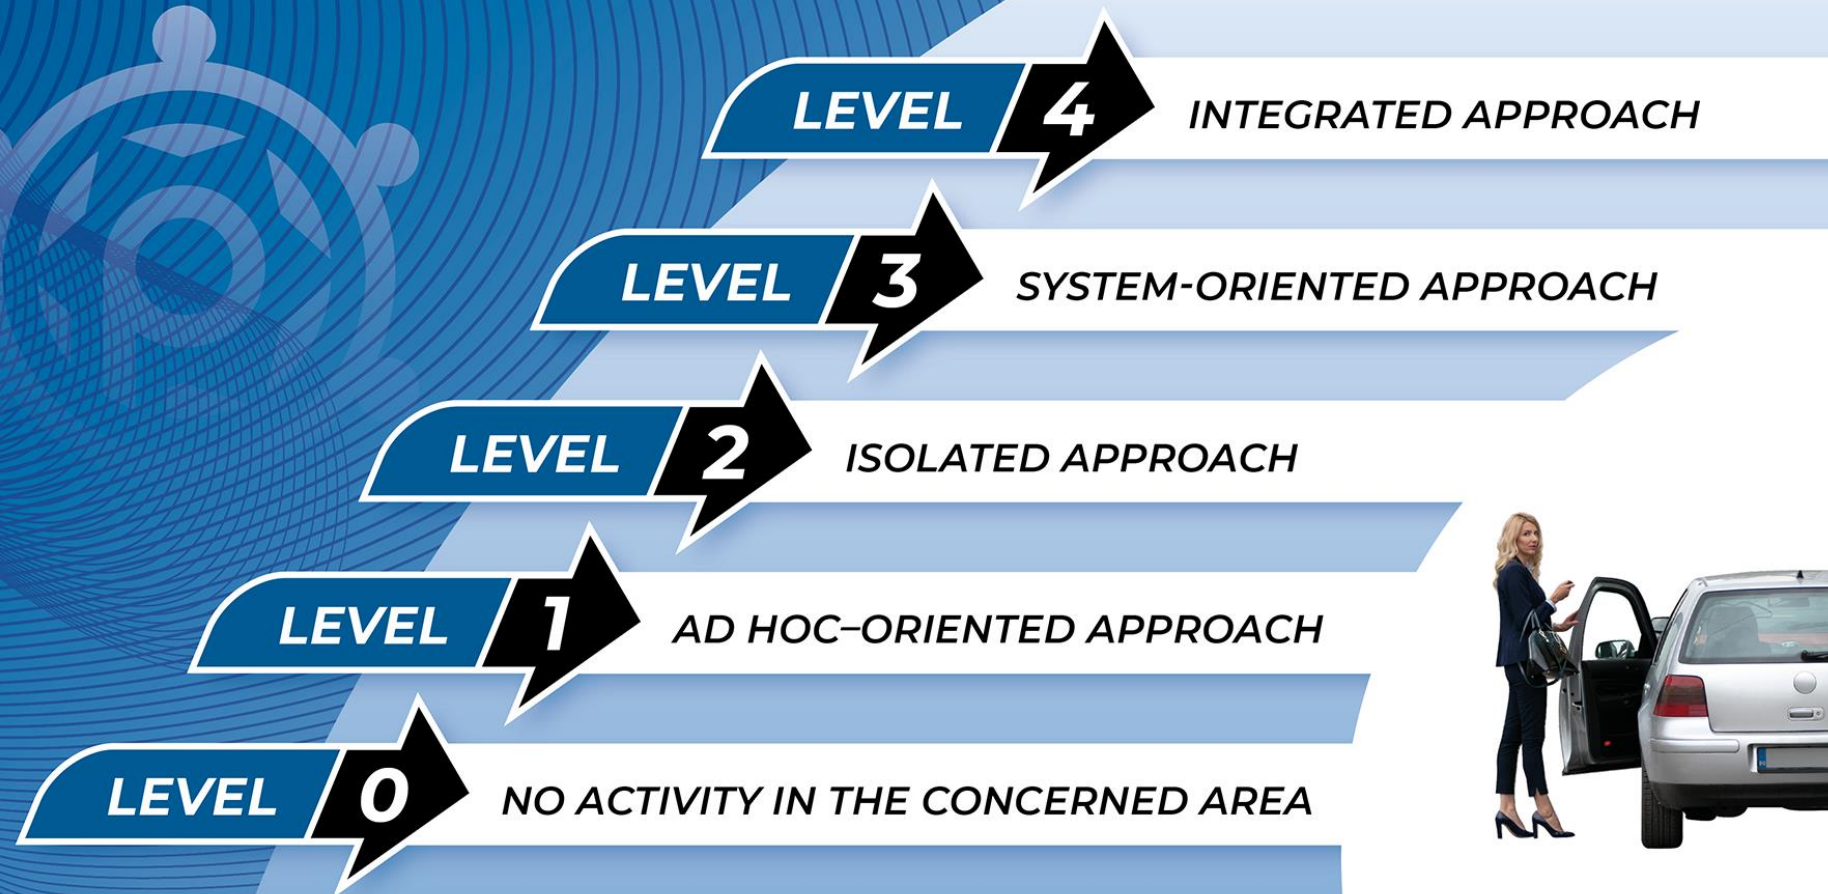 LEVEL 4 INTEGRATED APPROACH
LEVEL 3 SYSTEM-ORIENTED APPROACH
LEVEL 2 ISOLATED APPROACH
LEVEL 1 AD HOC–ORIENTED APPROACH
LEVEL 0 NO ACTIVITY IN THE CONCERNED AREA